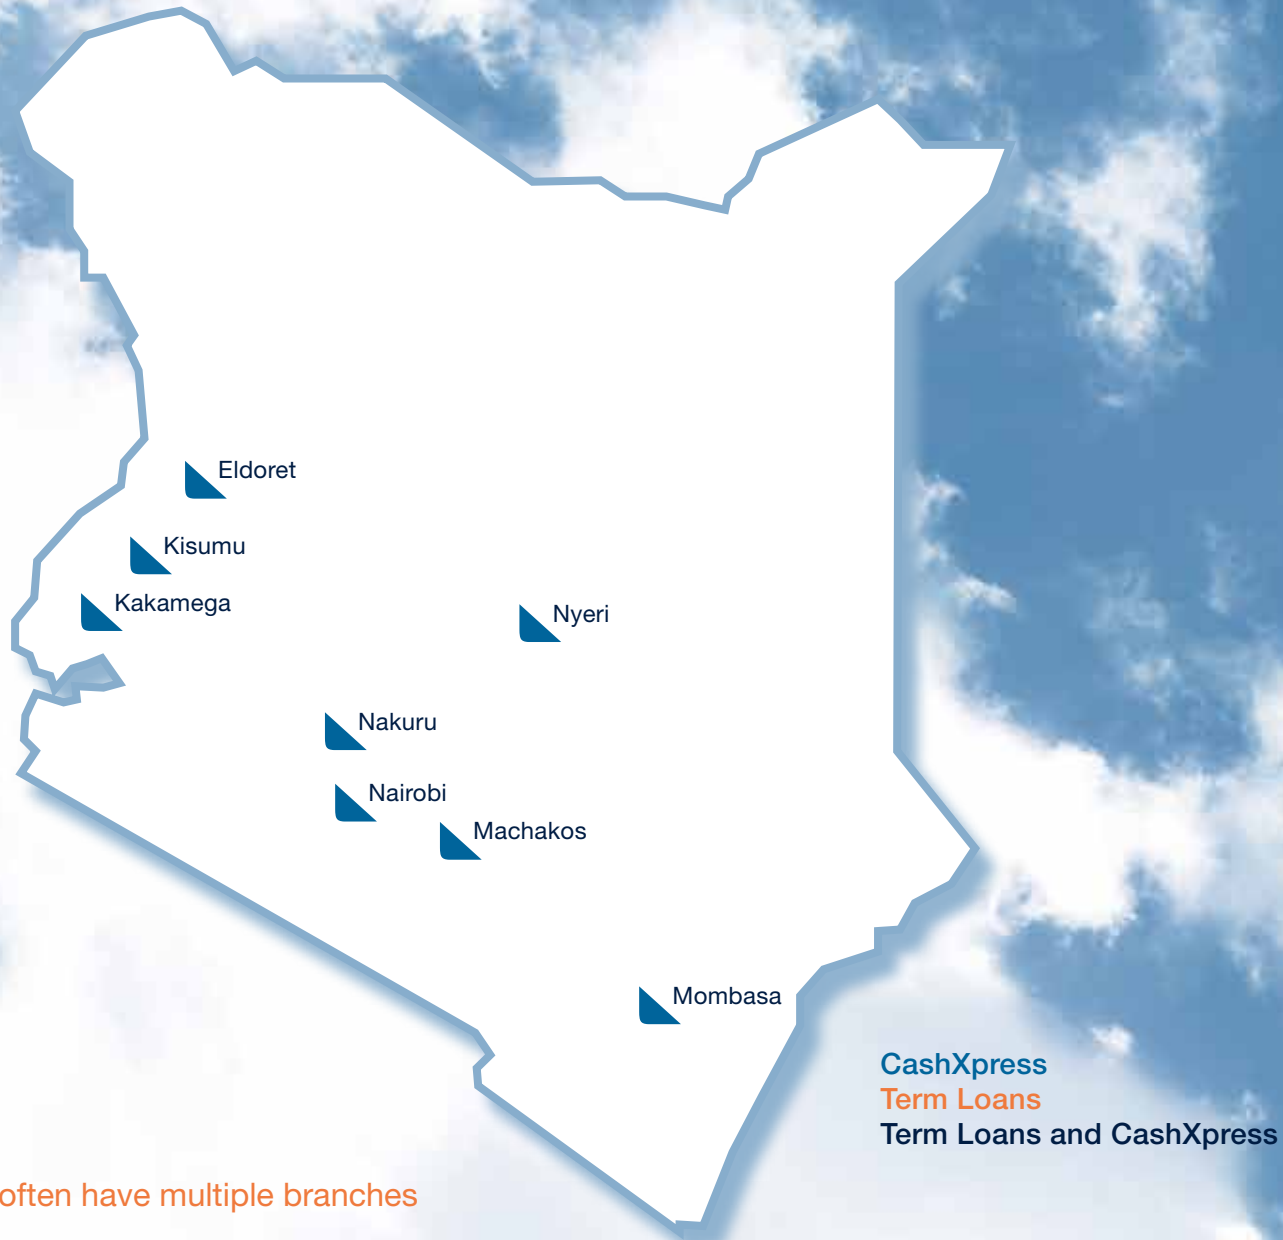 Eldoret
Kisumu
Kakamega
Nyeri
Nakuru
Nairobi
Machakos
Mombasa
CashXpress
Term Loans
Term Loans and CashXpress
often have multiple branches